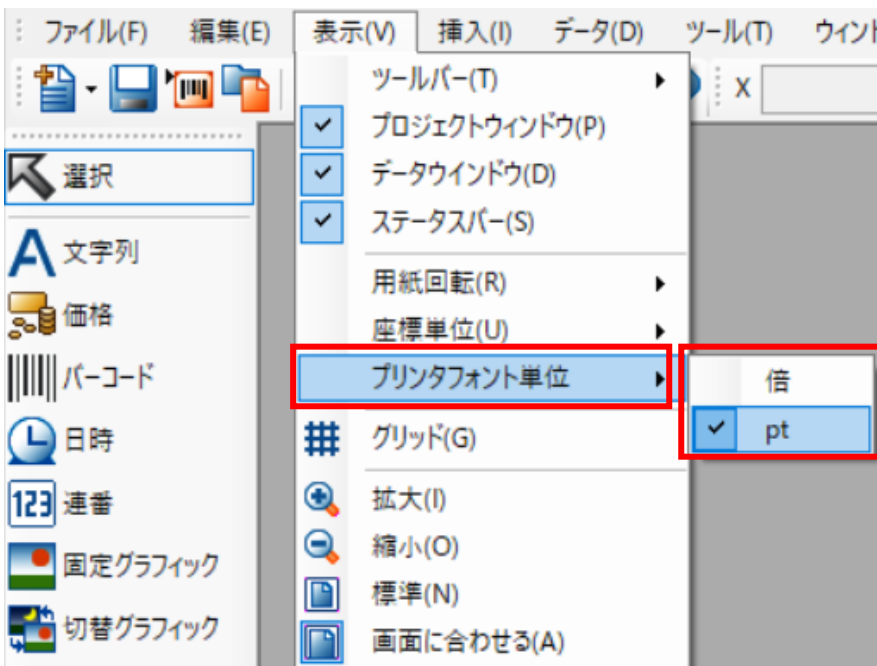 ファイル(F) 編集(E) 表示(V) 挿入(I) データ(D) ツール(T) ウィン
X
ツールバー(T)
プロジェクトウィンドウ(P)
データウインドウ(D)
ステータスバー(S)
用紙回転(R)
座標単位(U)
プリンタフォント単位
倍
pt
グリッド(G)
拡大(I)
縮小(O)
標準(N)
画面に合わせる(A)
選択
A 文字列
価格
バーコード
日時
123 連番
固定グラフィック
切替グラフィック